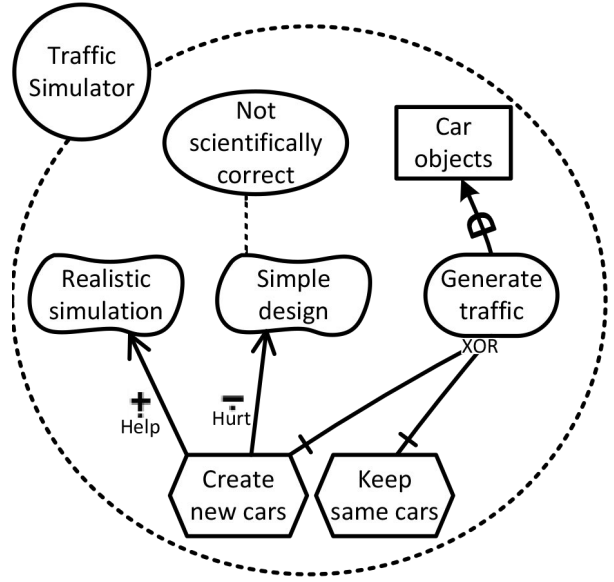 Traffic
Simulator
Not
scientifically
correct
Car
objects
Realistic
simulation
Simple
design
Generate
traffic
XOR
Help
Hurt
Create
new cars
Keep
same cars